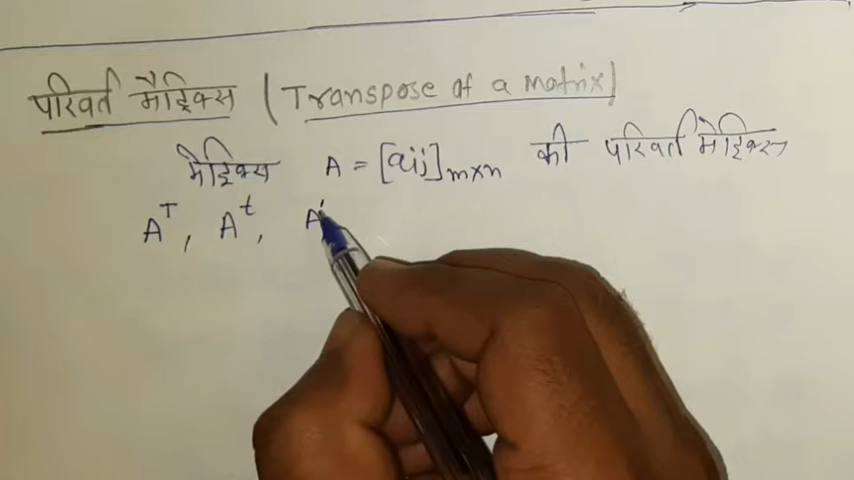 परिवर्त मैट्रिक्स (Transpose of a matrix)
मैट्रिक्स A = [aij]m×n की परिवर्त मैट्रिक्स
A^T, A^t, A'